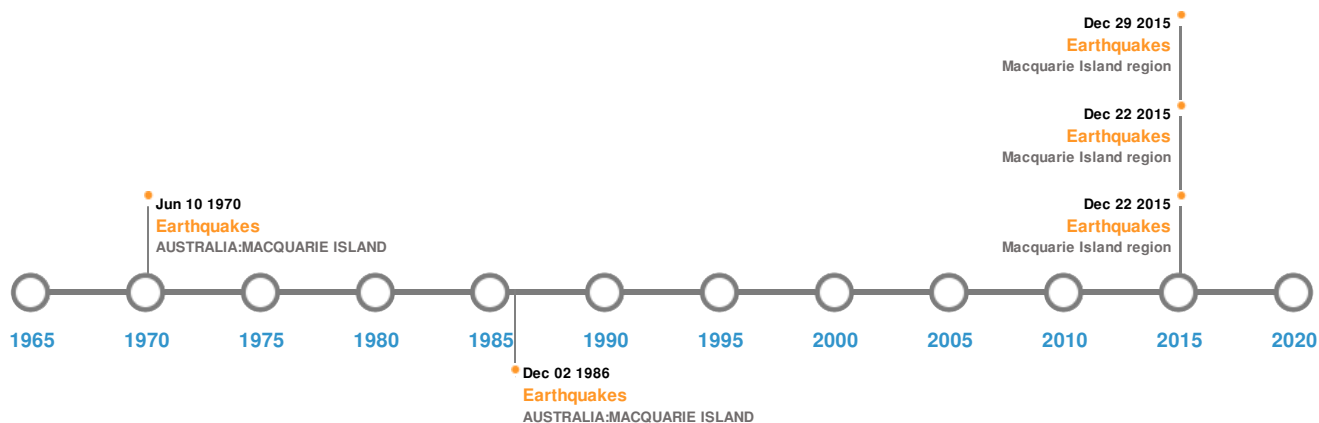 Dec 29 2015
Earthquakes
Macquarie Island region
Dec 22 2015
Earthquakes
Macquarie Island region
Jun 10 1970
Earthquakes
AUSTRALIA:MACQUARIE ISLAND
Dec 22 2015
Earthquakes
Macquarie Island region
1965 1970 1975 1980 1985 1990 1995 2000 2005 2010 2015 2020
Dec 02 1986
Earthquakes
AUSTRALIA:MACQUARIE ISLAND